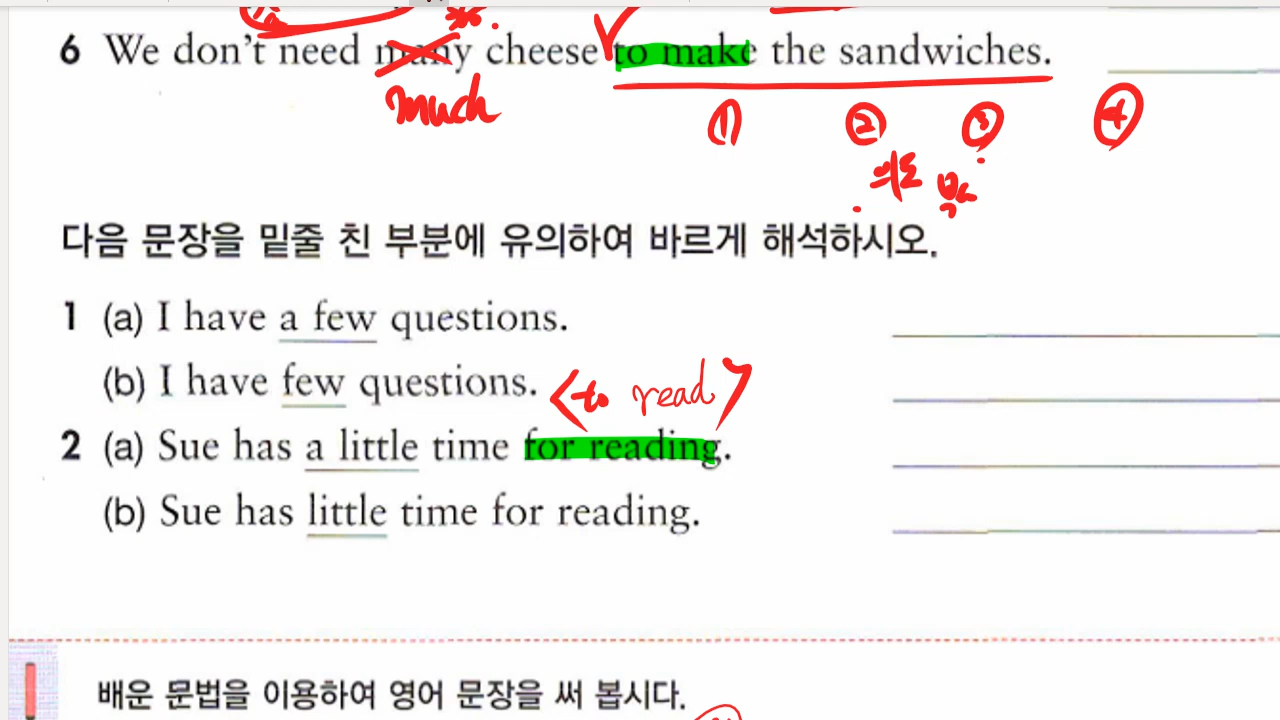 6 We don't need many cheese to make the sandwiches.
much
① ② ③ ④
의도
다음 문장을 밑줄 친 부분에 유의하여 바르게 해석하시오.
1 (a) I have a few questions.
(b) I have few questions.
<to read>
2 (a) Sue has a little time for reading.
(b) Sue has little time for reading.
배운 문법을 이용하여 영어 문장을 써 봅시다.